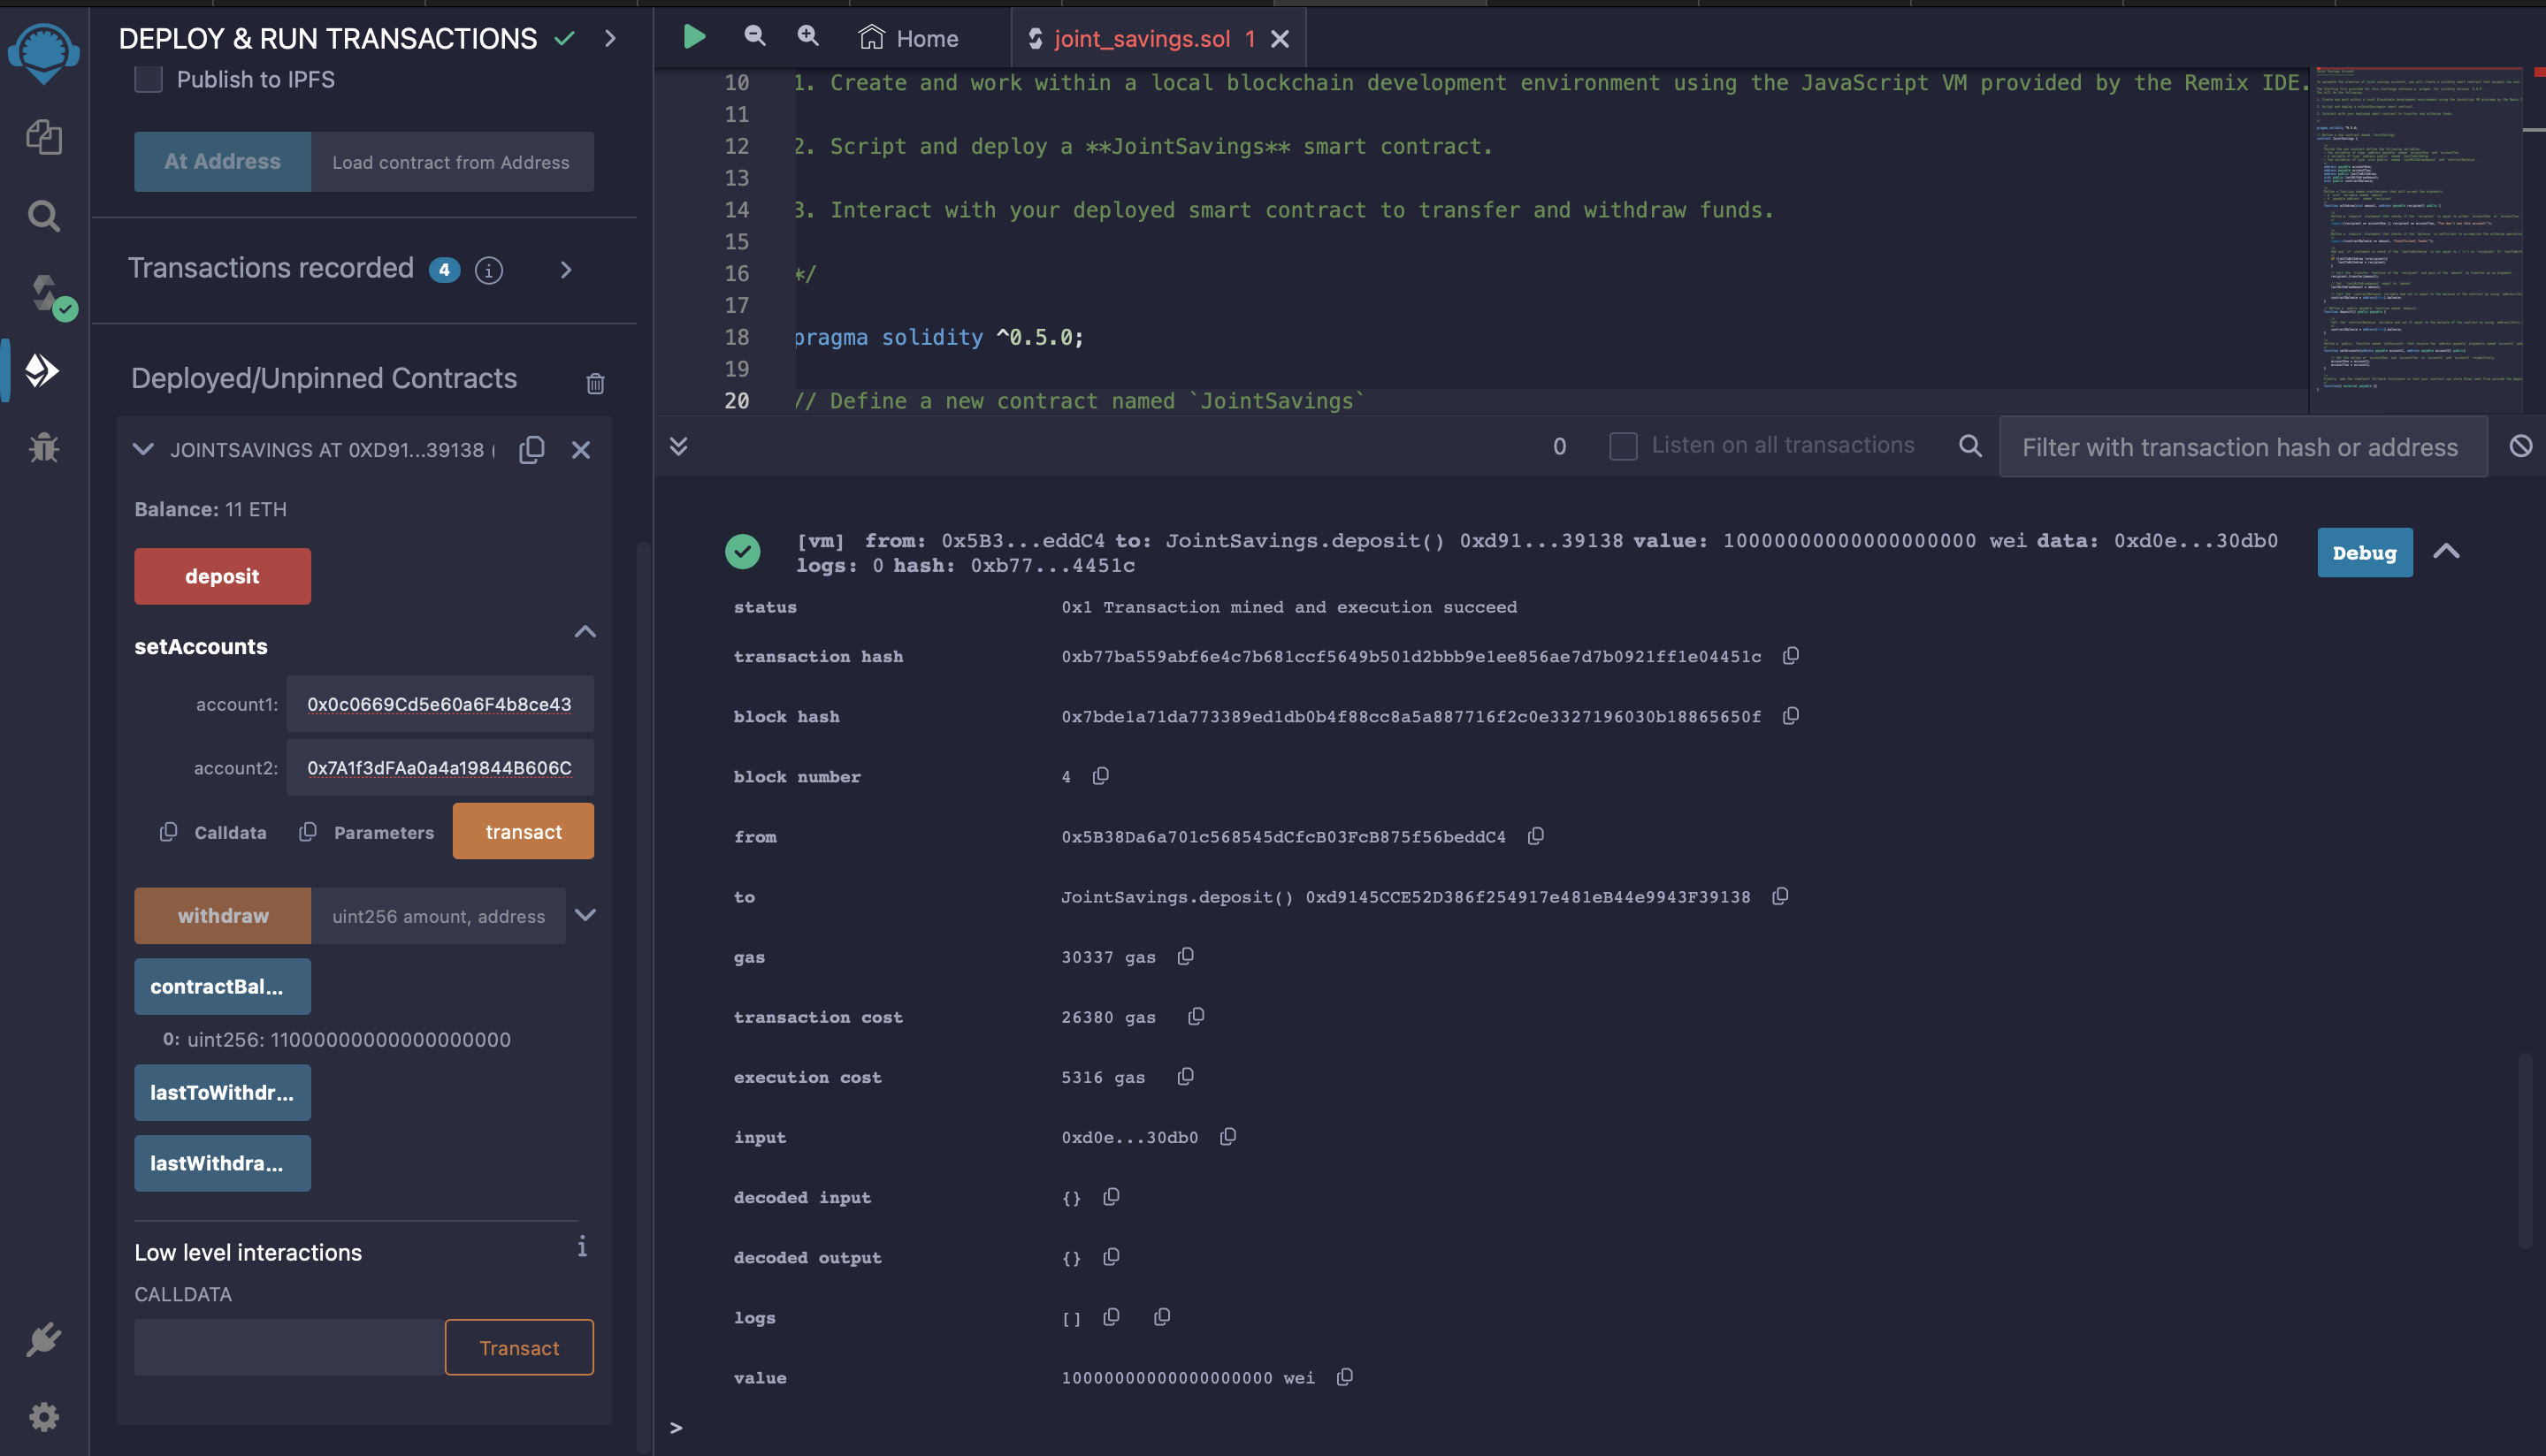 DEPLOY & RUN TRANSACTIONS
Publish to IPFS
At Address
Load contract from Address
Transactions recorded 4 i
Deployed/Unpinned Contracts
JOINTSAVINGS AT 0XD91...39138 (
Balance: 11 ETH
deposit
setAccounts
account1: 0x0c0669Cd5e60a6F4b8ce43
account2: 0x7A1f3dFAa0a4a19844B606C
Calldata Parameters transact
withdraw uint256 amount, address
contractBal...
0: uint256: 11000000000000000000
lastToWithdr...
lastWithdra...
Low level interactions i
CALLDATA
Transact
Home joint_savings.sol 1
10 1. Create and work within a local blockchain development environment using the JavaScript VM provided by the Remix IDE.
11
12 2. Script and deploy a **JointSavings** smart contract.
13
14 3. Interact with your deployed smart contract to transfer and withdraw funds.
15
16 */
17
18 pragma solidity ^0.5.0;
19
20 // Define a new contract named `JointSavings`
0 Listen on all transactions Filter with transaction hash or address
[vm] from: 0x5B3...eddC4 to: JointSavings.deposit() 0xd91...39138 value: 10000000000000000000 wei data: 0xd0e...30db0
logs: 0 hash: 0xb77...4451c
Debug
status 0x1 Transaction mined and execution succeed
transaction hash 0xb77ba559abf6e4c7b681ccf5649b501d2bbb9e1ee856ae7d7b0921ff1e04451c
block hash 0x7bde1a71da773389ed1db0b4f88cc8a5a887716f2c0e3327196030b18865650f
block number 4
from 0x5B38Da6a701c568545dCfcB03FcB875f56beddC4
to JointSavings.deposit() 0xd9145CCE52D386f254917e481eB44e9943F39138
gas 30337 gas
transaction cost 26380 gas
execution cost 5316 gas
input 0xd0e...30db0
decoded input {}
decoded output {}
logs []
value 10000000000000000000 wei
>